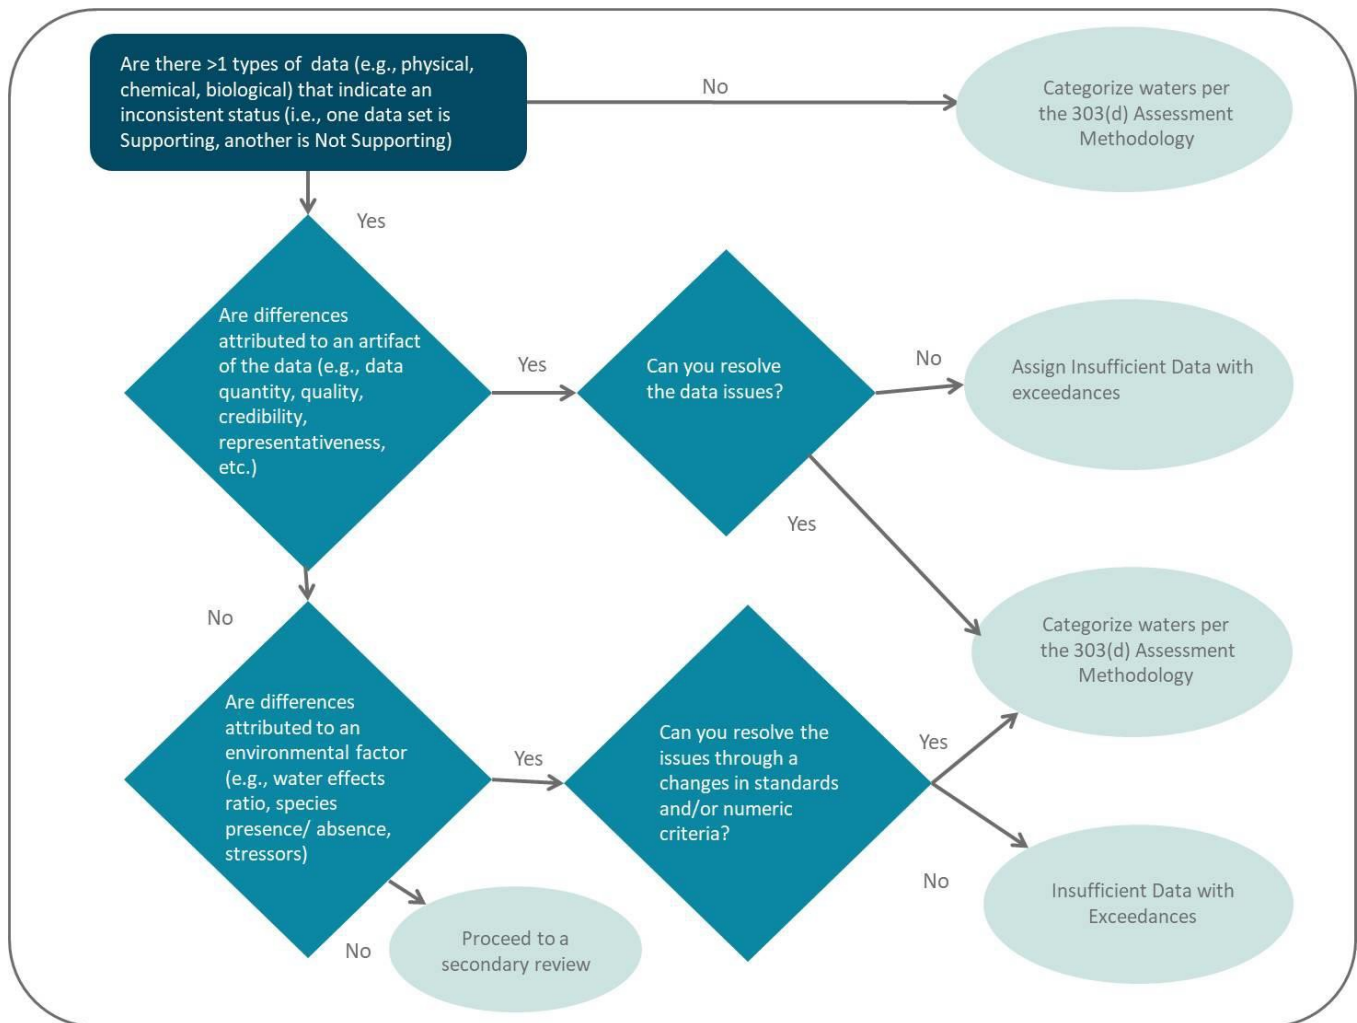 Are there >1 types of  data (e.g., physical,
chemical, biological) that indicate an
inconsistent status (i.e., one data set is
Supporting, another is Not Supporting)
No
Categorize waters per
the 303(d) Assessment
Methodology
Yes
Are differences
attributed to an artifact
of the data (e.g., data
quantity, quality,
credibility,
representativeness,
etc.)
Yes
Can you resolve
the data issues?
No
Assign Insufficient Data with
exceedances
Yes
Categorize waters per
the 303(d) Assessment
Methodology
No
Are differences
attributed to an
environmental factor
(e.g., water effects
ratio, species
presence/ absence,
stressors)
Yes
Can you resolve the
issues through a
changes in standards
and/or numeric
criteria?
Yes
No
Insufficient Data with
Exceedances
No
Proceed to a
secondary review